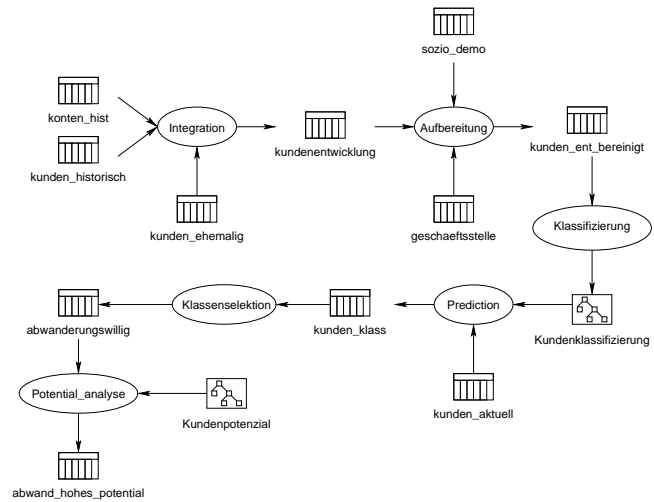 sozio_demo
konten_hist
Integration
kundenentwicklung
Aufbereitung
kunden_ent_bereinigt
kunden_historisch
kunden_ehemalig
geschaeftsstelle
Klassifizierung
abwanderungswillig
Klassenselektion
kunden_klass
Prediction
Kundenklassifizierung
Potential_analyse
Kundenpotenzial
kunden_aktuell
abwand_hohes_potential